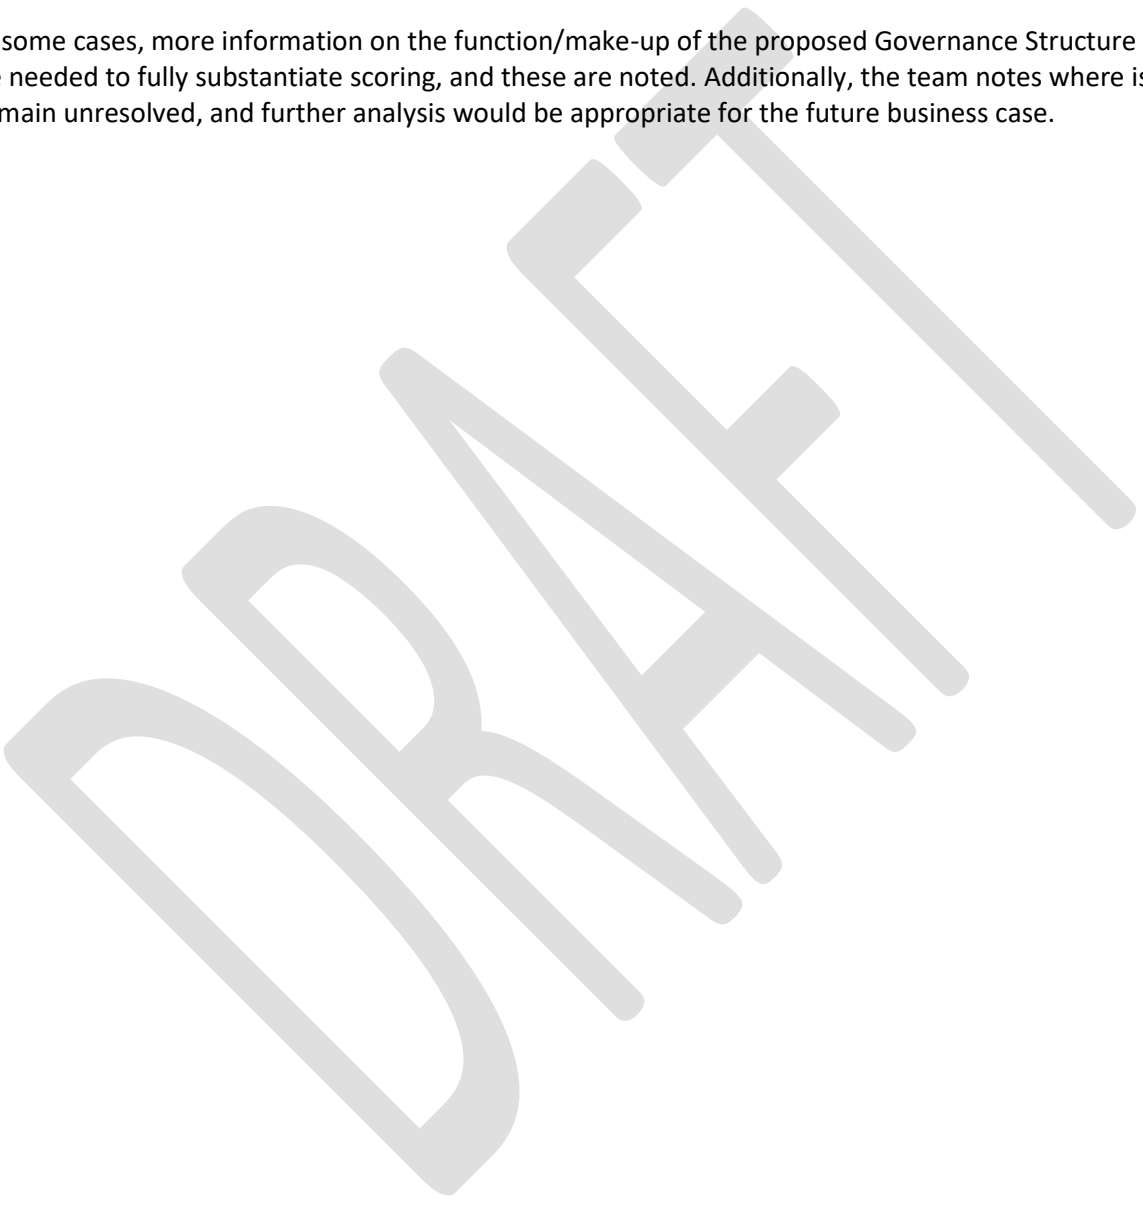 some cases, more information on the function/make-up of the proposed Governance Structure
needed to fully substantiate scoring, and these are noted. Additionally, the team notes where
main unresolved, and further analysis would be appropriate for the future business case.
DRAFT